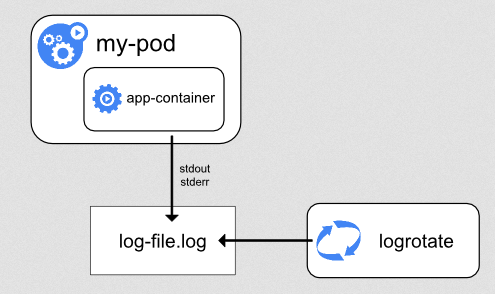 my-pod
app-container
stdout
stderr
log-file.log
logrotate